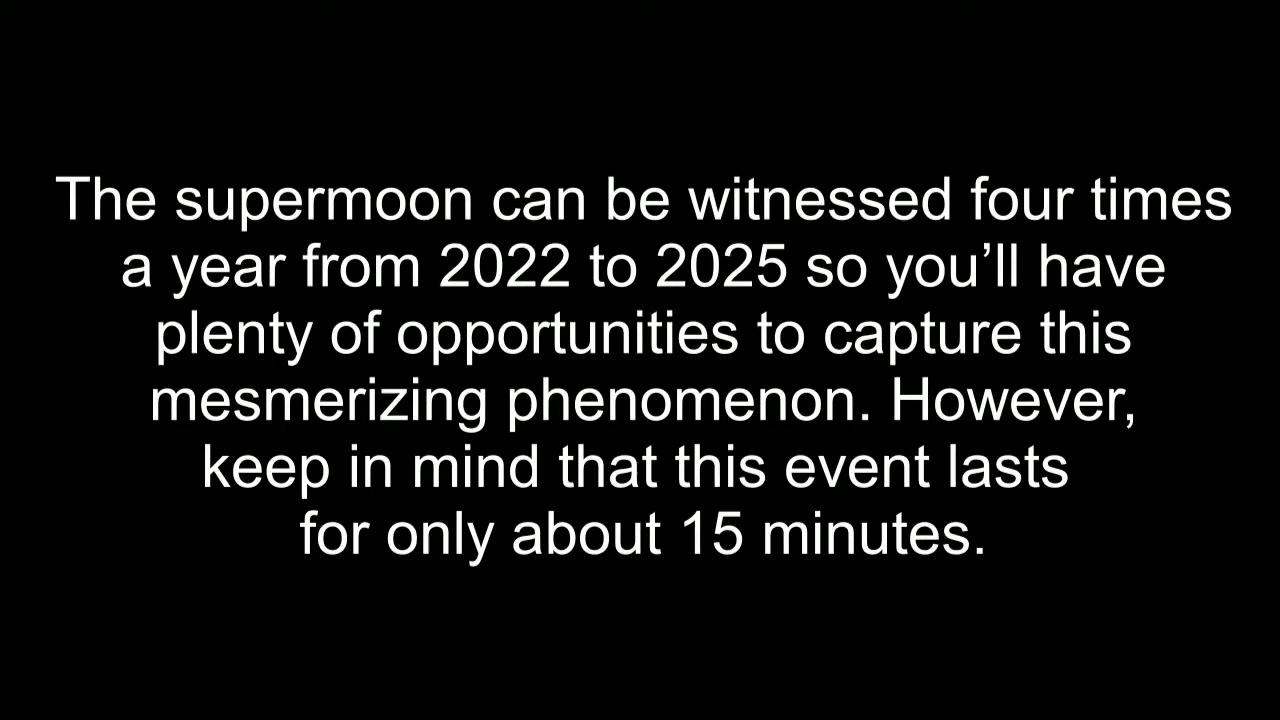 The supermoon can be witnessed four times
a year from 2022 to 2025 so you’ll have
plenty of opportunities to capture this
mesmerizing phenomenon. However,
keep in mind that this event lasts
for only about 15 minutes.